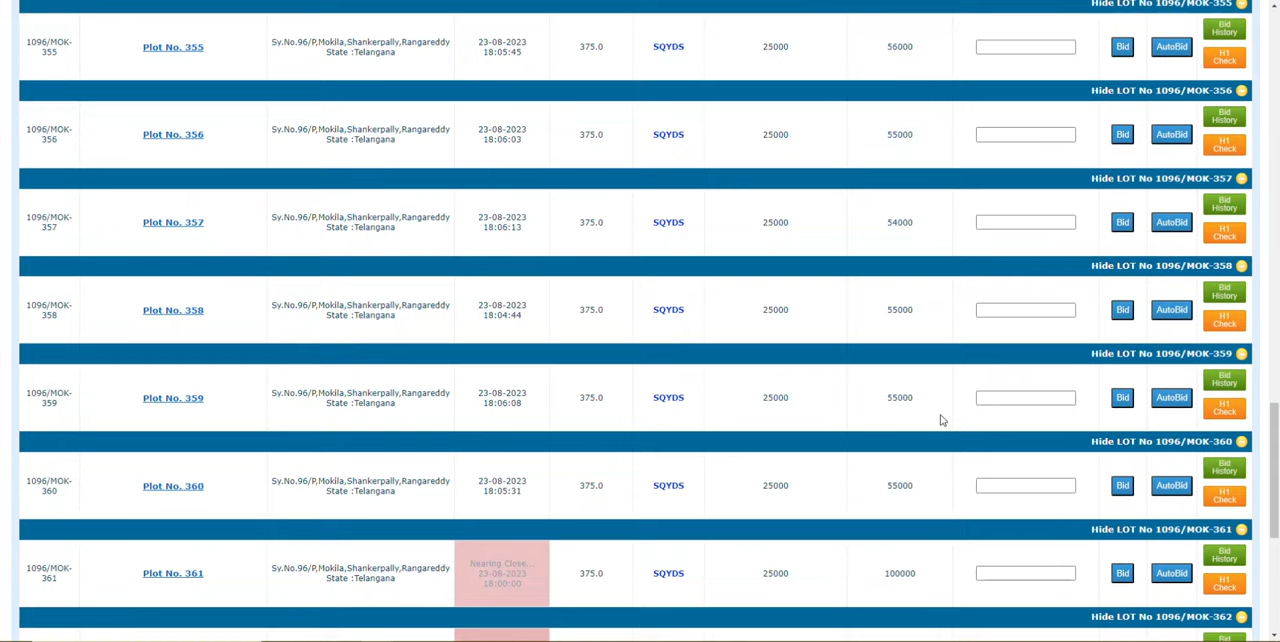 Hide LOT No 1096/MOK-355
1096/MOK-
355
Plot No. 355
Sy.No.96/P,Mokila,Shankerpally,Rangareddy
State :Telangana
23-08-2023
18:05:45
375.0
SQYDS
25000
56000
Bid
AutoBid
Bid
History
H1
Check
Hide LOT No 1096/MOK-356
1096/MOK-
356
Plot No. 356
Sy.No.96/P,Mokila,Shankerpally,Rangareddy
State :Telangana
23-08-2023
18:06:03
375.0
SQYDS
25000
55000
Bid
AutoBid
Bid
History
H1
Check
Hide LOT No 1096/MOK-357
1096/MOK-
357
Plot No. 357
Sy.No.96/P,Mokila,Shankerpally,Rangareddy
State :Telangana
23-08-2023
18:06:13
375.0
SQYDS
25000
54000
Bid
AutoBid
Bid
History
H1
Check
Hide LOT No 1096/MOK-358
1096/MOK-
358
Plot No. 358
Sy.No.96/P,Mokila,Shankerpally,Rangareddy
State :Telangana
23-08-2023
18:04:44
375.0
SQYDS
25000
55000
Bid
AutoBid
Bid
History
H1
Check
Hide LOT No 1096/MOK-359
1096/MOK-
359
Plot No. 359
Sy.No.96/P,Mokila,Shankerpally,Rangareddy
State :Telangana
23-08-2023
18:06:08
375.0
SQYDS
25000
55000
Bid
AutoBid
Bid
History
H1
Check
Hide LOT No 1096/MOK-360
1096/MOK-
360
Plot No. 360
Sy.No.96/P,Mokila,Shankerpally,Rangareddy
State :Telangana
23-08-2023
18:05:31
375.0
SQYDS
25000
55000
Bid
AutoBid
Bid
History
H1
Check
Hide LOT No 1096/MOK-361
1096/MOK-
361
Plot No. 361
Sy.No.96/P,Mokila,Shankerpally,Rangareddy
State :Telangana
Nearing Close...
23-08-2023
18:00:00
375.0
SQYDS
25000
100000
Bid
AutoBid
Bid
History
H1
Check
Hide LOT No 1096/MOK-362
Bid